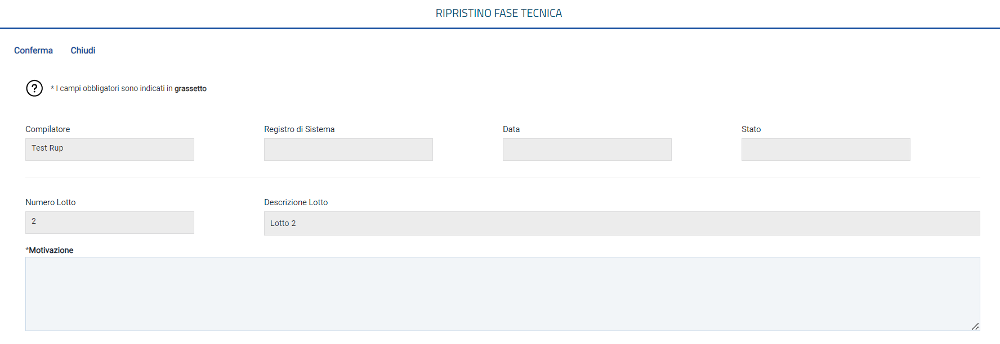 RIPRISTINO FASE TECNICA
Conferma Chiudi
? * I campi obbligatori sono indicati in grassetto
Compilatore Registro di Sistema Data Stato
Test Rup
Numero Lotto Descrizione Lotto
2 Lotto 2
*Motivazione